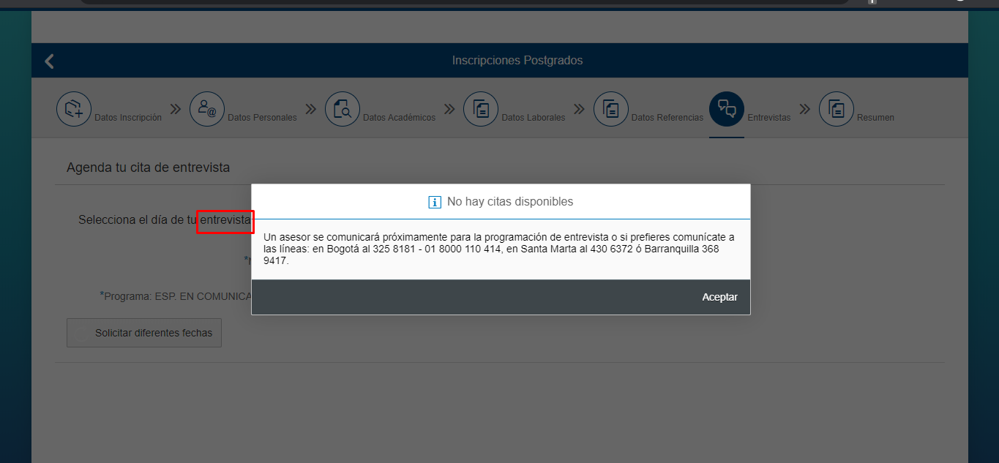 Inscripciones Postgrados
Datos Inscripción
Datos Personales
Datos Académicos
Datos Laborales
Datos Referencias
Entrevistas
Resumen
Agenda tu cita de entrevista
Selecciona el día de tu entrevista
No hay citas disponibles
Un asesor se comunicará próximamente para la programación de entrevista o si prefieres comunícate a
las líneas: en Bogotá al 325 8181 - 01 8000 110 414, en Santa Marta al 430 6372 ó Barranquilla 368
9417.
*Programa: ESP. EN COMUNICA
Aceptar
Solicitar diferentes fechas